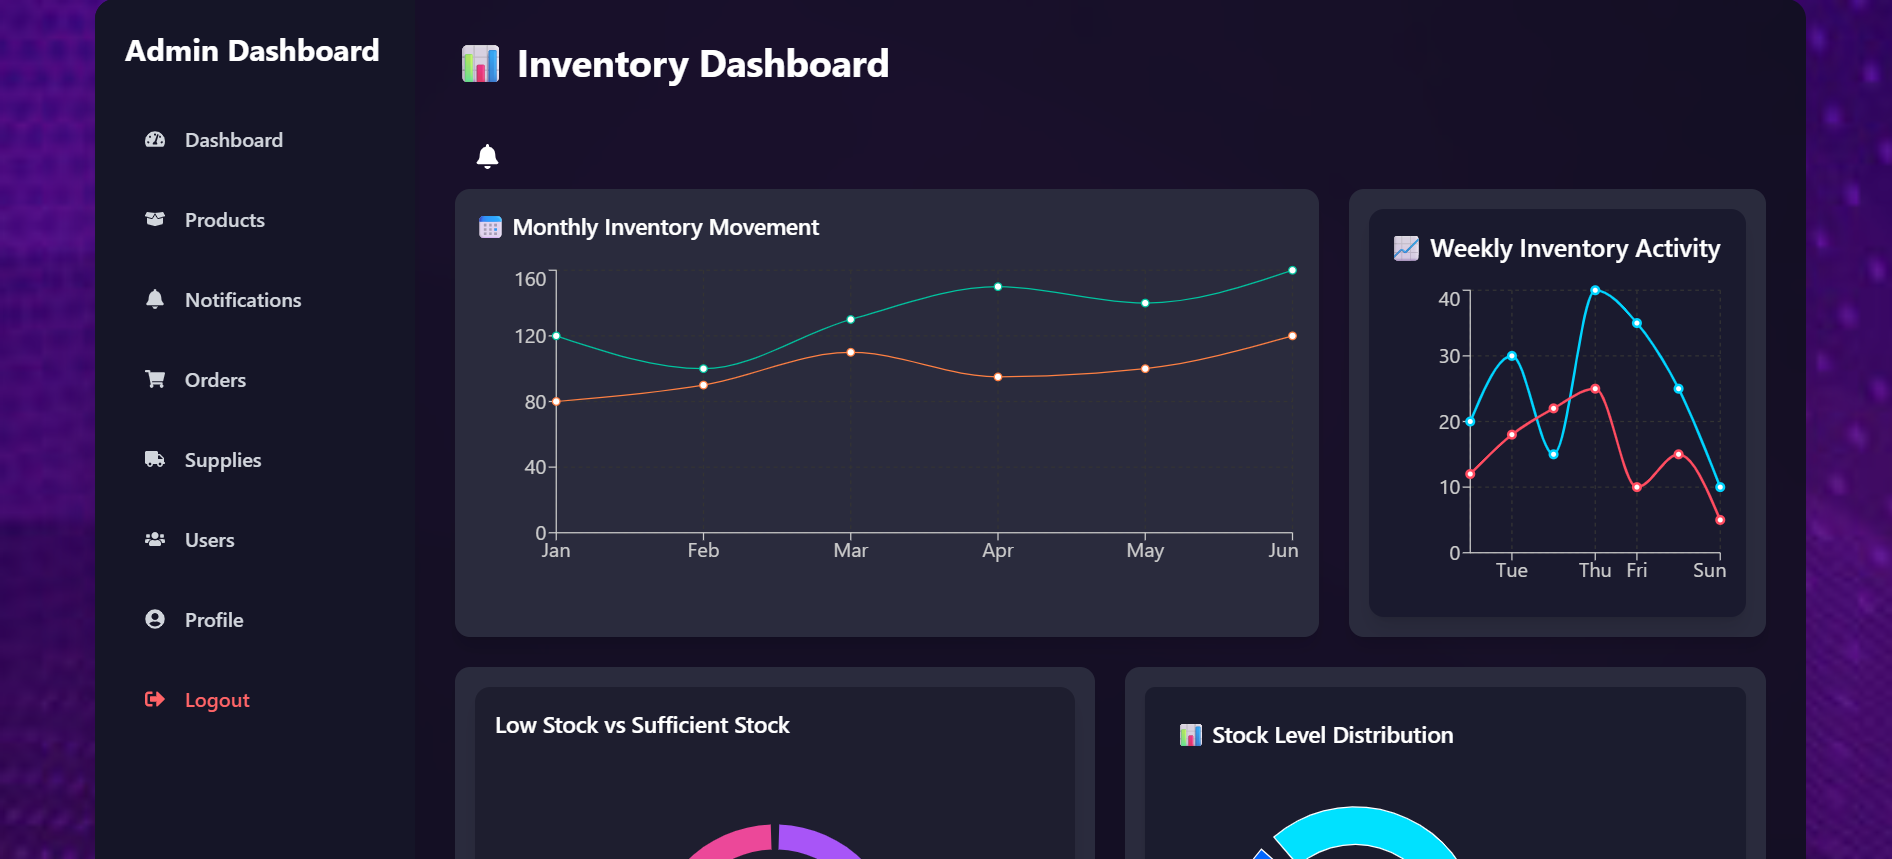 Admin Dashboard
Dashboard
Products
Notifications
Orders
Supplies
Users
Profile
Logout
Inventory Dashboard
Monthly Inventory Movement
160
120
80
40
0
Jan Feb Mar Apr May Jun
Weekly Inventory Activity
40
30
20
10
0
Tue Thu Fri Sun
Low Stock vs Sufficient Stock
Stock Level Distribution